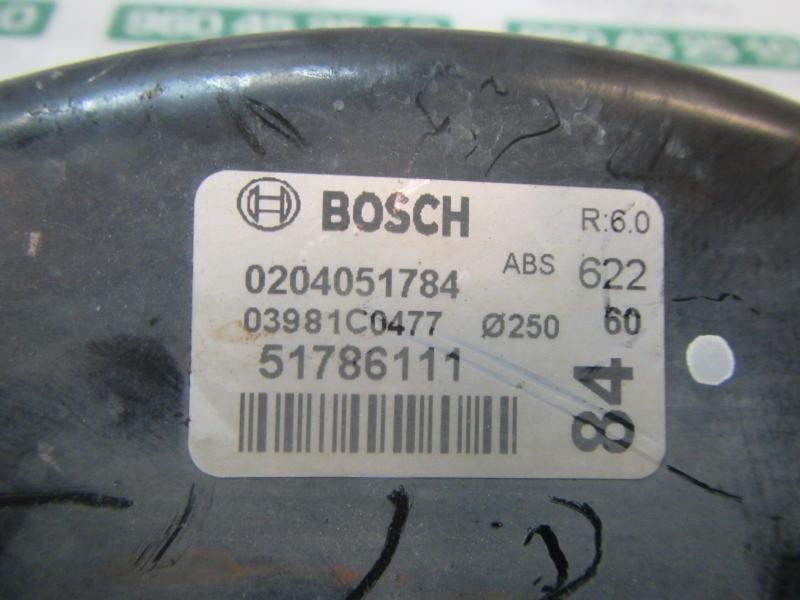 BOSCH R:6.0
0204051784 ABS 622
03981C0477 Ø250 60
51786111
84